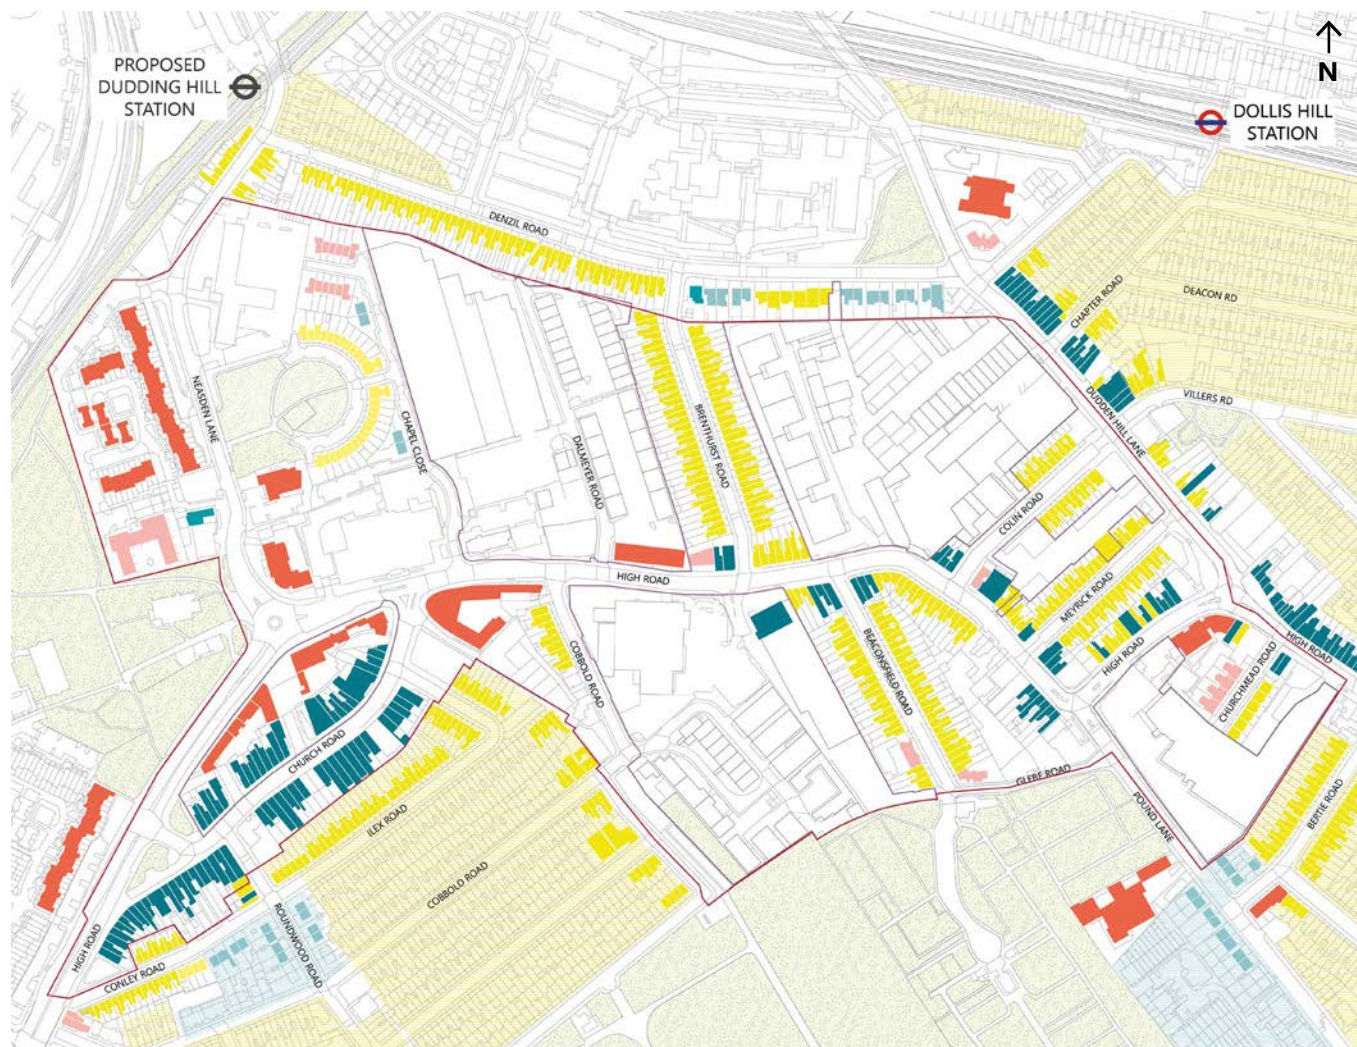 PROPOSED
DUDDING HILL
STATION
N
DOLLIS HILL
STATION
DENZIL ROAD
CHAPTER ROAD
DEACON RD
VILLERS RD
DUDDEN HILL LANE
NEASDEN LANE
CHAPEL CLOSE
DALMEYER ROAD
BRENTHURST ROAD
COLIN ROAD
HIGH ROAD
MEYRICK ROAD
HIGH ROAD
HIGH ROAD
CHURCHMEAD ROAD
COBBOLD ROAD
BEACONSFIELD ROAD
CHURCH ROAD
GLEBE ROAD
POUND LANE
BERTIE ROAD
ILEX ROAD
COBBOLD ROAD
ROUNDWOOD ROAD
HIGH ROAD
CONLEY ROAD